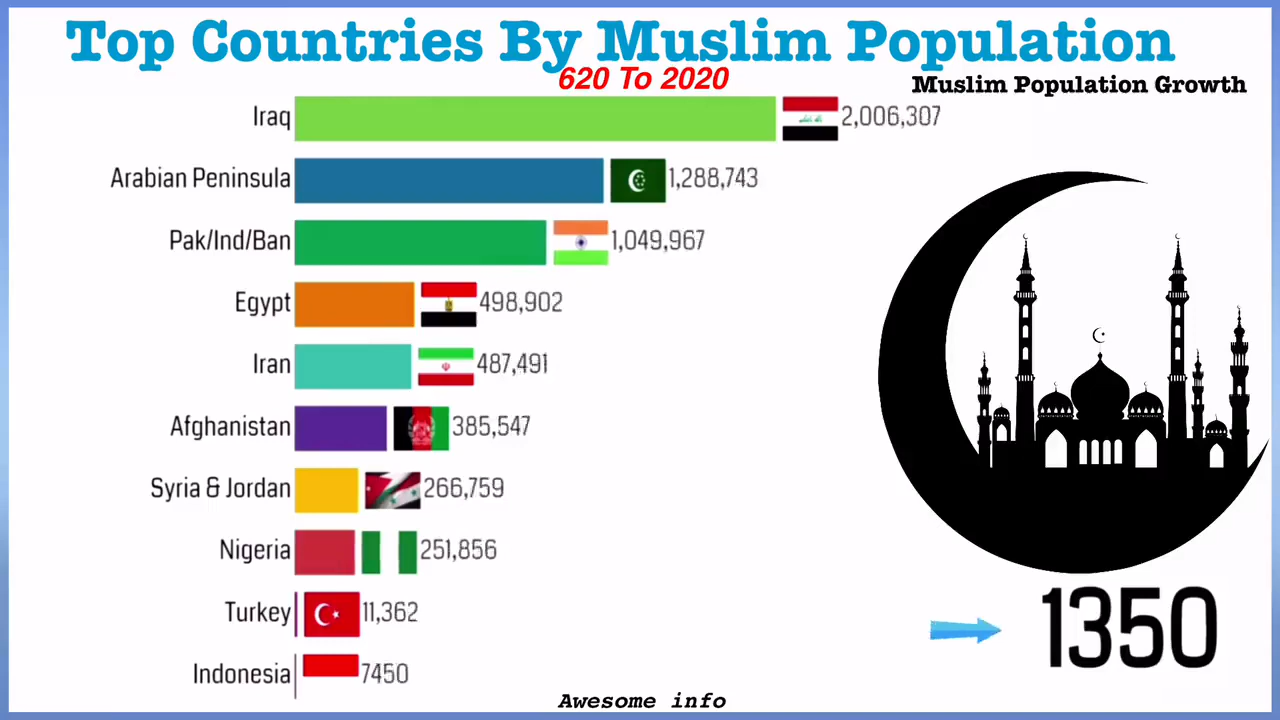 Top Countries By Muslim Population
620 To 2020
Muslim Population Growth
Iraq 2,006,307
Arabian Peninsula 1,288,743
Pak/Ind/Ban 1,049,967
Egypt 498,902
Iran 487,491
Afghanistan 385,547
Syria & Jordan 266,759
Nigeria 251,856
Turkey 11,362
Indonesia 7450
1350
Awesome info